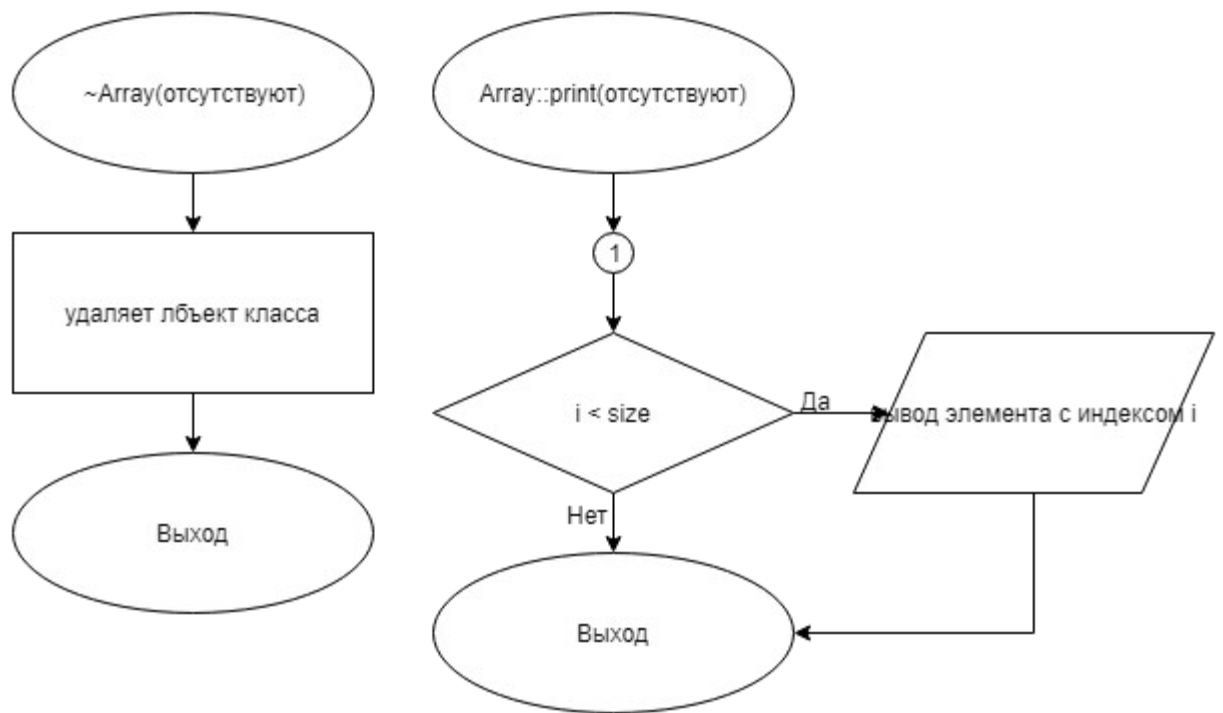 ~Array(отсутствуют)
удаляет лбъект класса
Выход
Array::print(отсутствуют)
1
i < size
Да
вывод элемента с индексом i
Нет
Выход